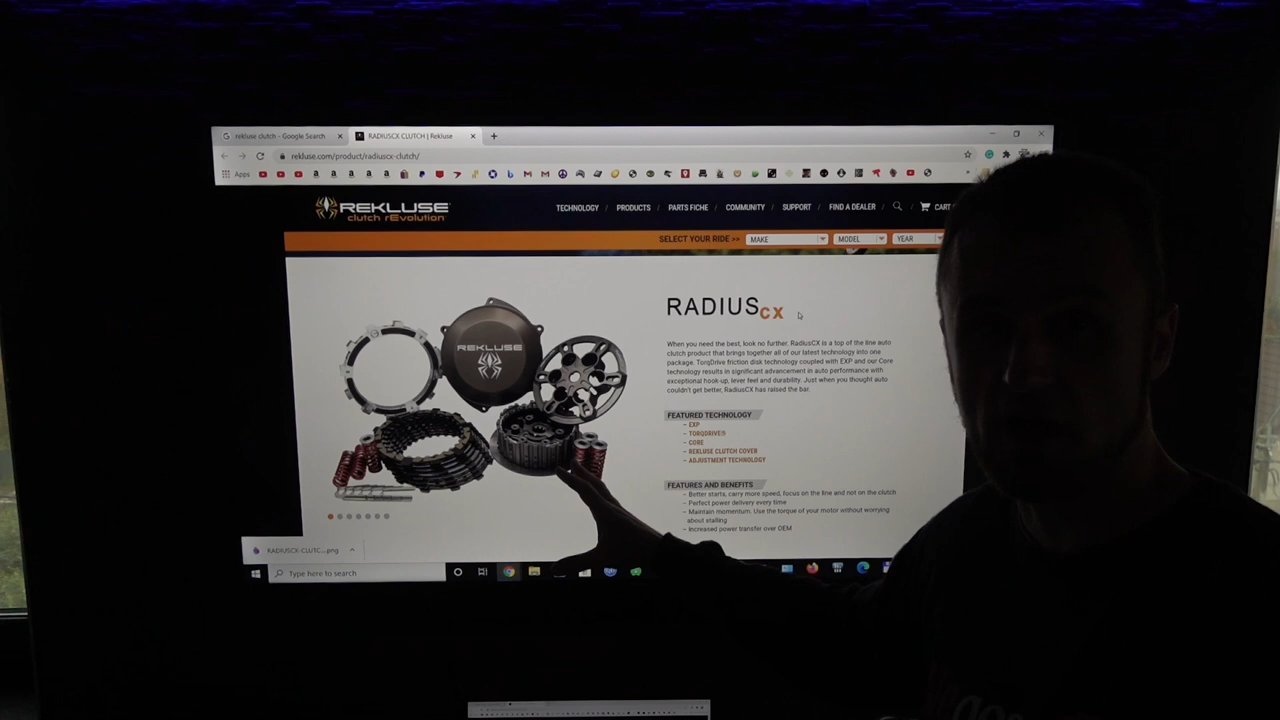 rekluse clutch - Google Search
RADIUSCX CLUTCH | Rekluse
rekluse.com/product/radiuscx-clutch/
Apps
REKLUSE
clutch rEvolution
TECHNOLOGY / PRODUCTS / PARTS FICHE / COMMUNITY / SUPPORT / FIND A DEALER / / CART
SELECT YOUR RIDE >> MAKE MODEL YEAR
REKLUSE
RADIUS CX
When you need the best, look no further. RadiusCX is a top of the line auto
clutch product that brings together all of our latest technology into one
package. TorqDrive friction disk technology coupled with EXP and our Core
technology results in significant advancement in auto performance with
exceptional hook-up, lever feel and durability. Just when you thought auto
couldn't get better, RadiusCX has raised the bar.
FEATURED TECHNOLOGY
– EXP
– TORQDRIVE®
– CORE
– REKLUSE CLUTCH COVER
– ADJUSTMENT TECHNOLOGY
FEATURES AND BENEFITS
– Better starts, carry more speed, focus on the line and not on the clutch
– Perfect power delivery every time
– Maintain momentum. Use the torque of your motor without worrying
about stalling
– Increased power transfer over OEM
RADIUSCX-CLUTC....png
Type here to search